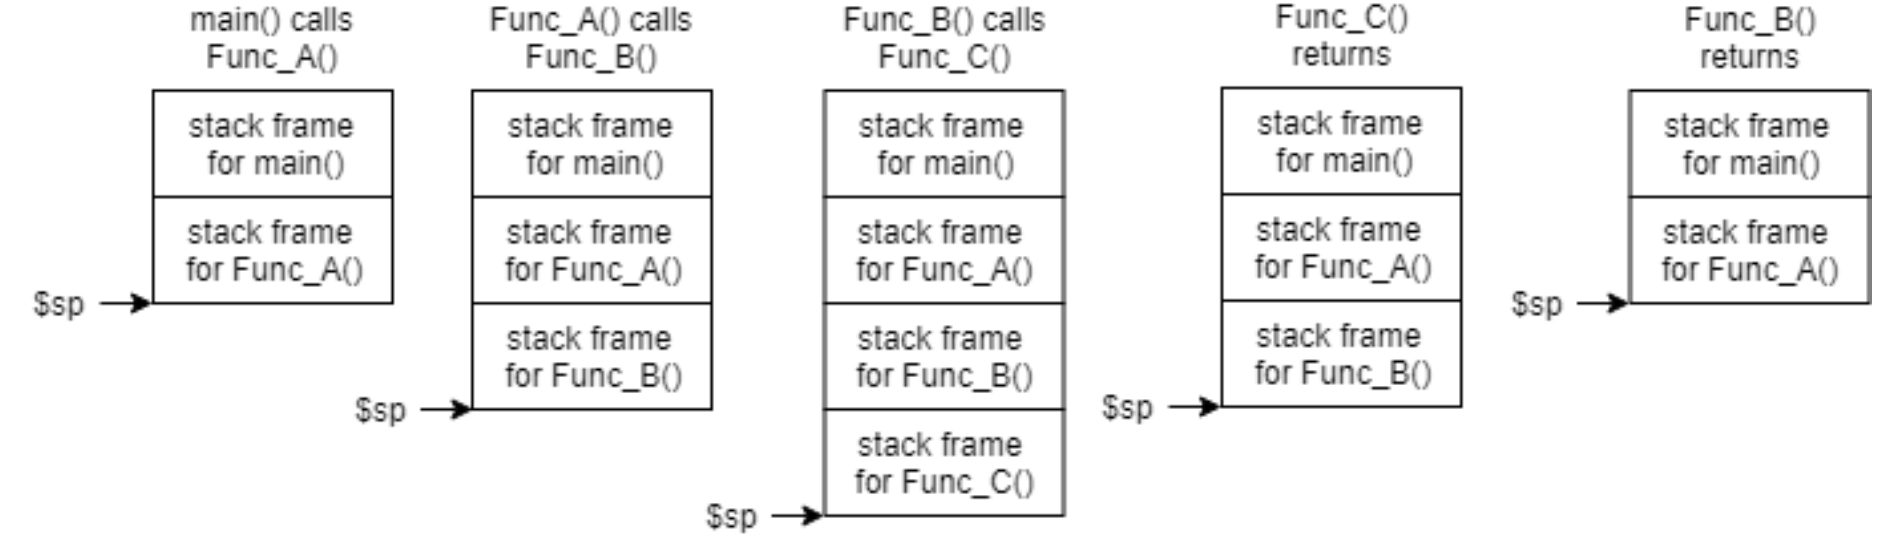 main() calls
Func_A()
stack frame
for main()
stack frame
for Func_A()
$sp
Func_A() calls
Func_B()
stack frame
for main()
stack frame
for Func_A()
stack frame
for Func_B()
$sp
Func_B() calls
Func_C()
stack frame
for main()
stack frame
for Func_A()
stack frame
for Func_B()
stack frame
for Func_C()
$sp
Func_C()
returns
stack frame
for main()
stack frame
for Func_A()
stack frame
for Func_B()
$sp
Func_B()
returns
stack frame
for main()
stack frame
for Func_A()
$sp